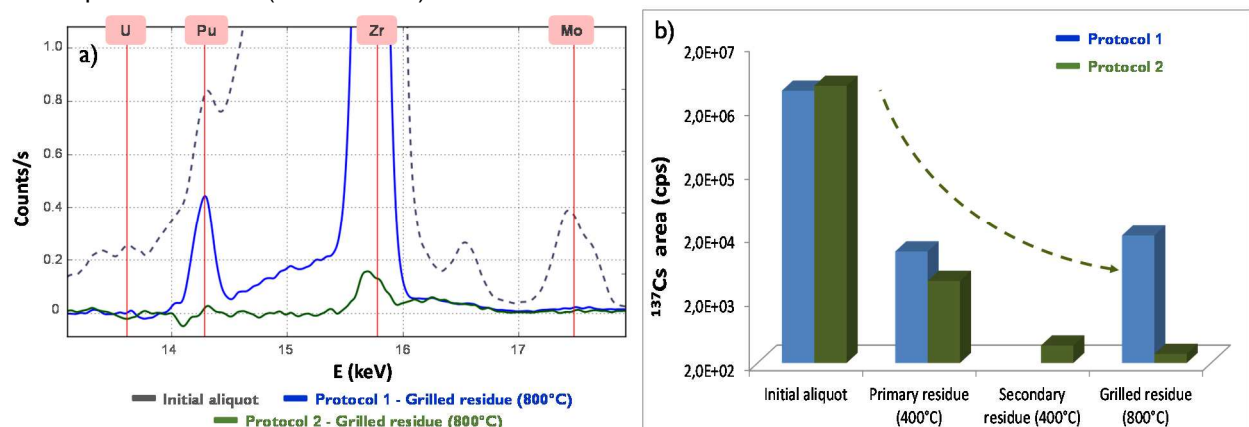 U
Pu
Zr
Mo
a)
1.0
0.8
0.6
0.4
0.2
0
Counts/s
14
15
16
17
E (keV)
Initial aliquot
Protocol 1 - Grilled residue (800°C)
Protocol 2 - Grilled residue (800°C)
b)
Protocol 1
Protocol 2
2,0E+07
2,0E+06
2,0E+05
2,0E+04
2,0E+03
2,0E+02
¹³⁷Cs area (cps)
Initial aliquot
Primary residue
(400°C)
Secondary
residue (400°C)
Grilled residue
(800°C)